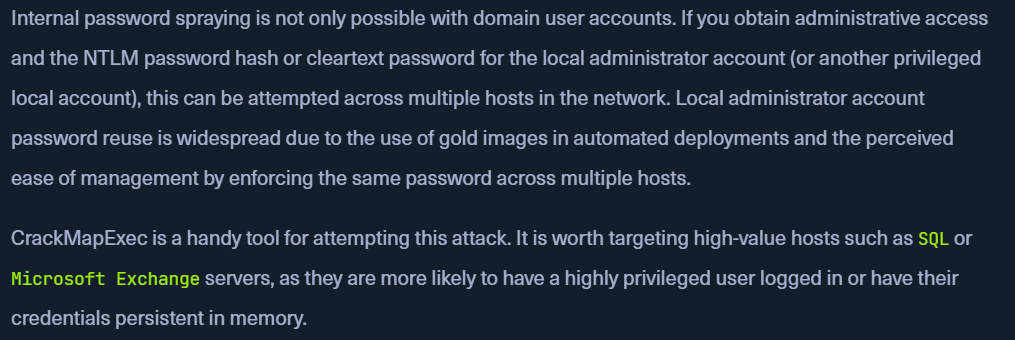 Internal password spraying is not only possible with domain user accounts. If you obtain administrative access
and the NTLM password hash or cleartext password for the local administrator account (or another privileged
local account), this can be attempted across multiple hosts in the network. Local administrator account
password reuse is widespread due to the use of gold images in automated deployments and the perceived
ease of management by enforcing the same password across multiple hosts.
CrackMapExec is a handy tool for attempting this attack. It is worth targeting high-value hosts such as SQL or
Microsoft Exchange servers, as they are more likely to have a highly privileged user logged in or have their
credentials persistent in memory.